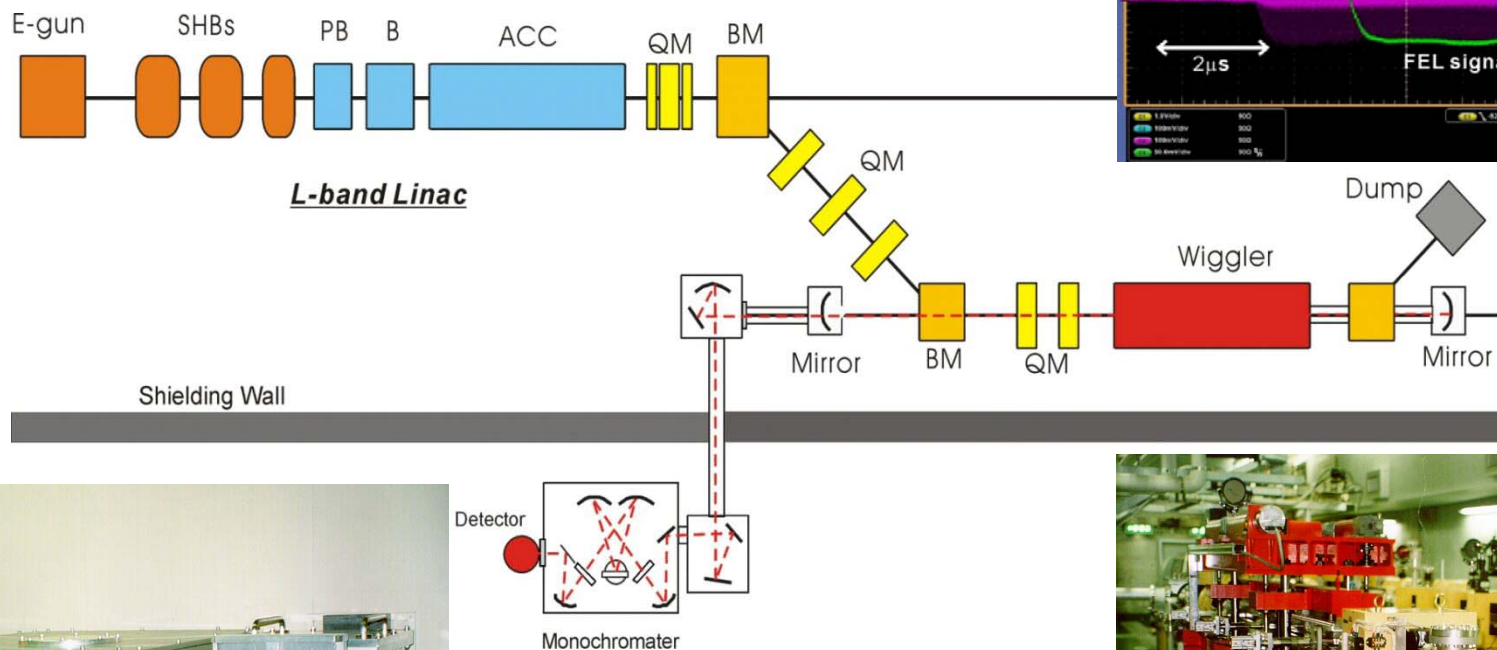 E-gun
SHBs
PB
B
ACC
QM
BM
2μs
FEL signa
QM
L-band Linac
Dump
Wiggler
Mirror
BM
QM
Mirror
Shielding Wall
Detector
Monochromater